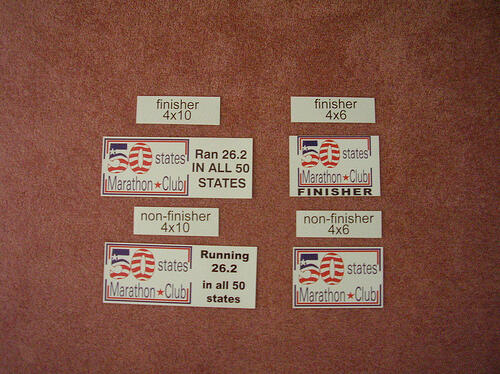 finisher
4x10
finisher
4x6
50 states
Marathon★Club
Ran 26.2
IN ALL 50
STATES
50 states
Marathon★Club
FINISHER
non-finisher
4x10
non-finisher
4x6
50 states
Marathon★Club
Running
26.2
in all 50
states
50 states
Marathon★Club